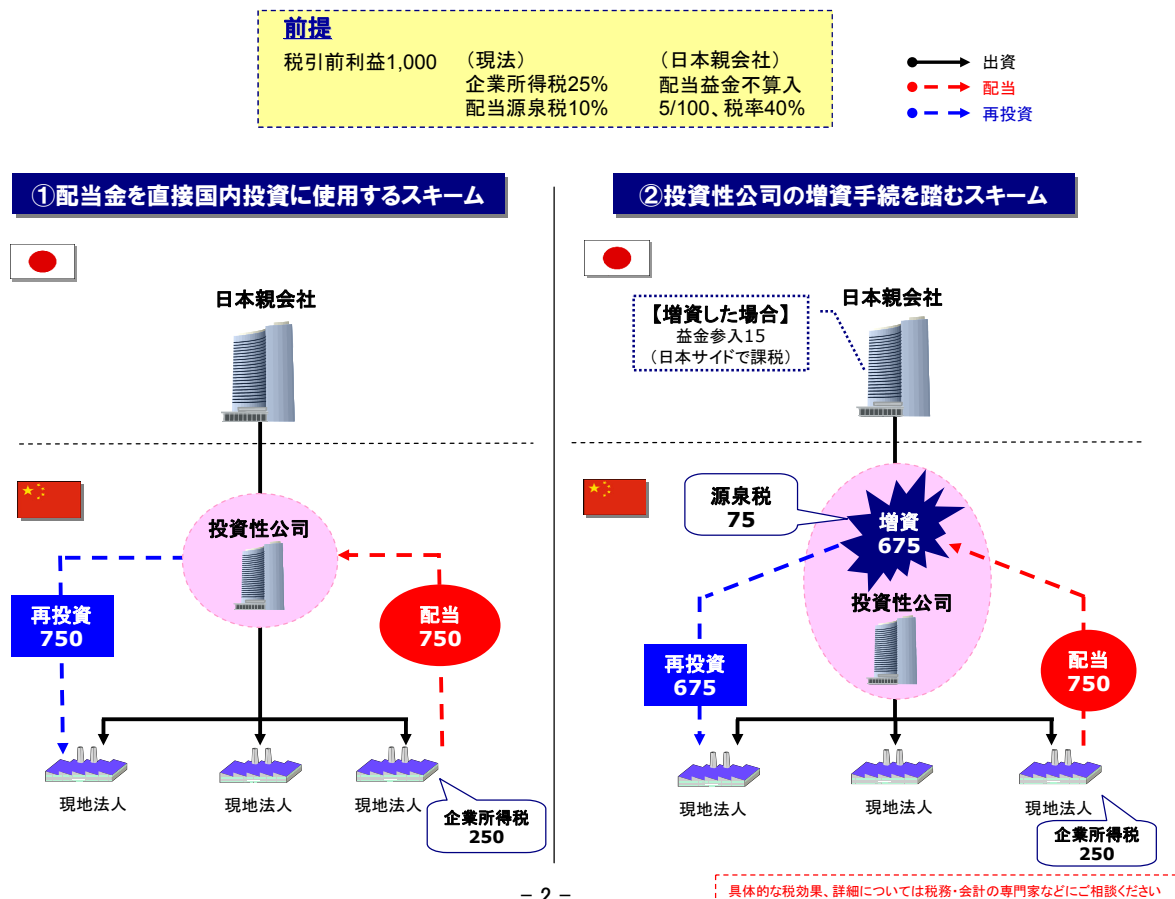 前提
税引前利益1,000 （現法） （日本親会社）
企業所得税25% 配当益金不算入
配当源泉税10% 5/100、税率40%
出資
配当
再投資
①配当金を直接国内投資に使用するスキーム
日本親会社
投資性公司
再投資
750
配当
750
現地法人
現地法人
現地法人
企業所得税
250
②投資性公司の増資手続を踏むスキーム
日本親会社
【増資した場合】
益金参入15
（日本サイドで課税）
源泉税
75
増資
675
投資性公司
再投資
675
配当
750
現地法人
現地法人
現地法人
企業所得税
250
－2－
具体的な税効果、詳細については税務・会計の専門家などにご相談ください